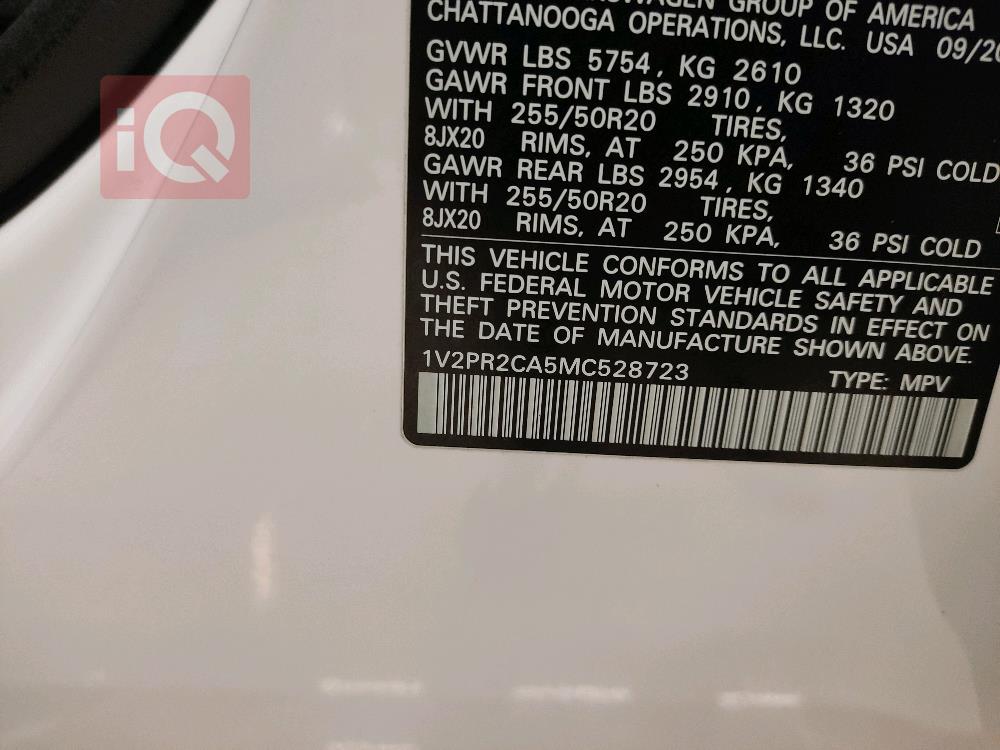 GROUP OF AMERICA
CHATTANOOGA OPERATIONS, LLC. USA 09/20
GVWR LBS 5754, KG 2610
GAWR FRONT LBS 2910, KG 1320
WITH 255/50R20 TIRES,
8JX20 RIMS, AT 250 KPA, 36 PSI COLD
GAWR REAR LBS 2954, KG 1340
WITH 255/50R20 TIRES,
8JX20 RIMS, AT 250 KPA, 36 PSI COLD
THIS VEHICLE CONFORMS TO ALL APPLICABLE
U.S. FEDERAL MOTOR VEHICLE SAFETY AND
THEFT PREVENTION STANDARDS IN EFFECT ON
THE DATE OF MANUFACTURE SHOWN ABOVE.
1V2PR2CA5MC528723 TYPE: MPV
iQ